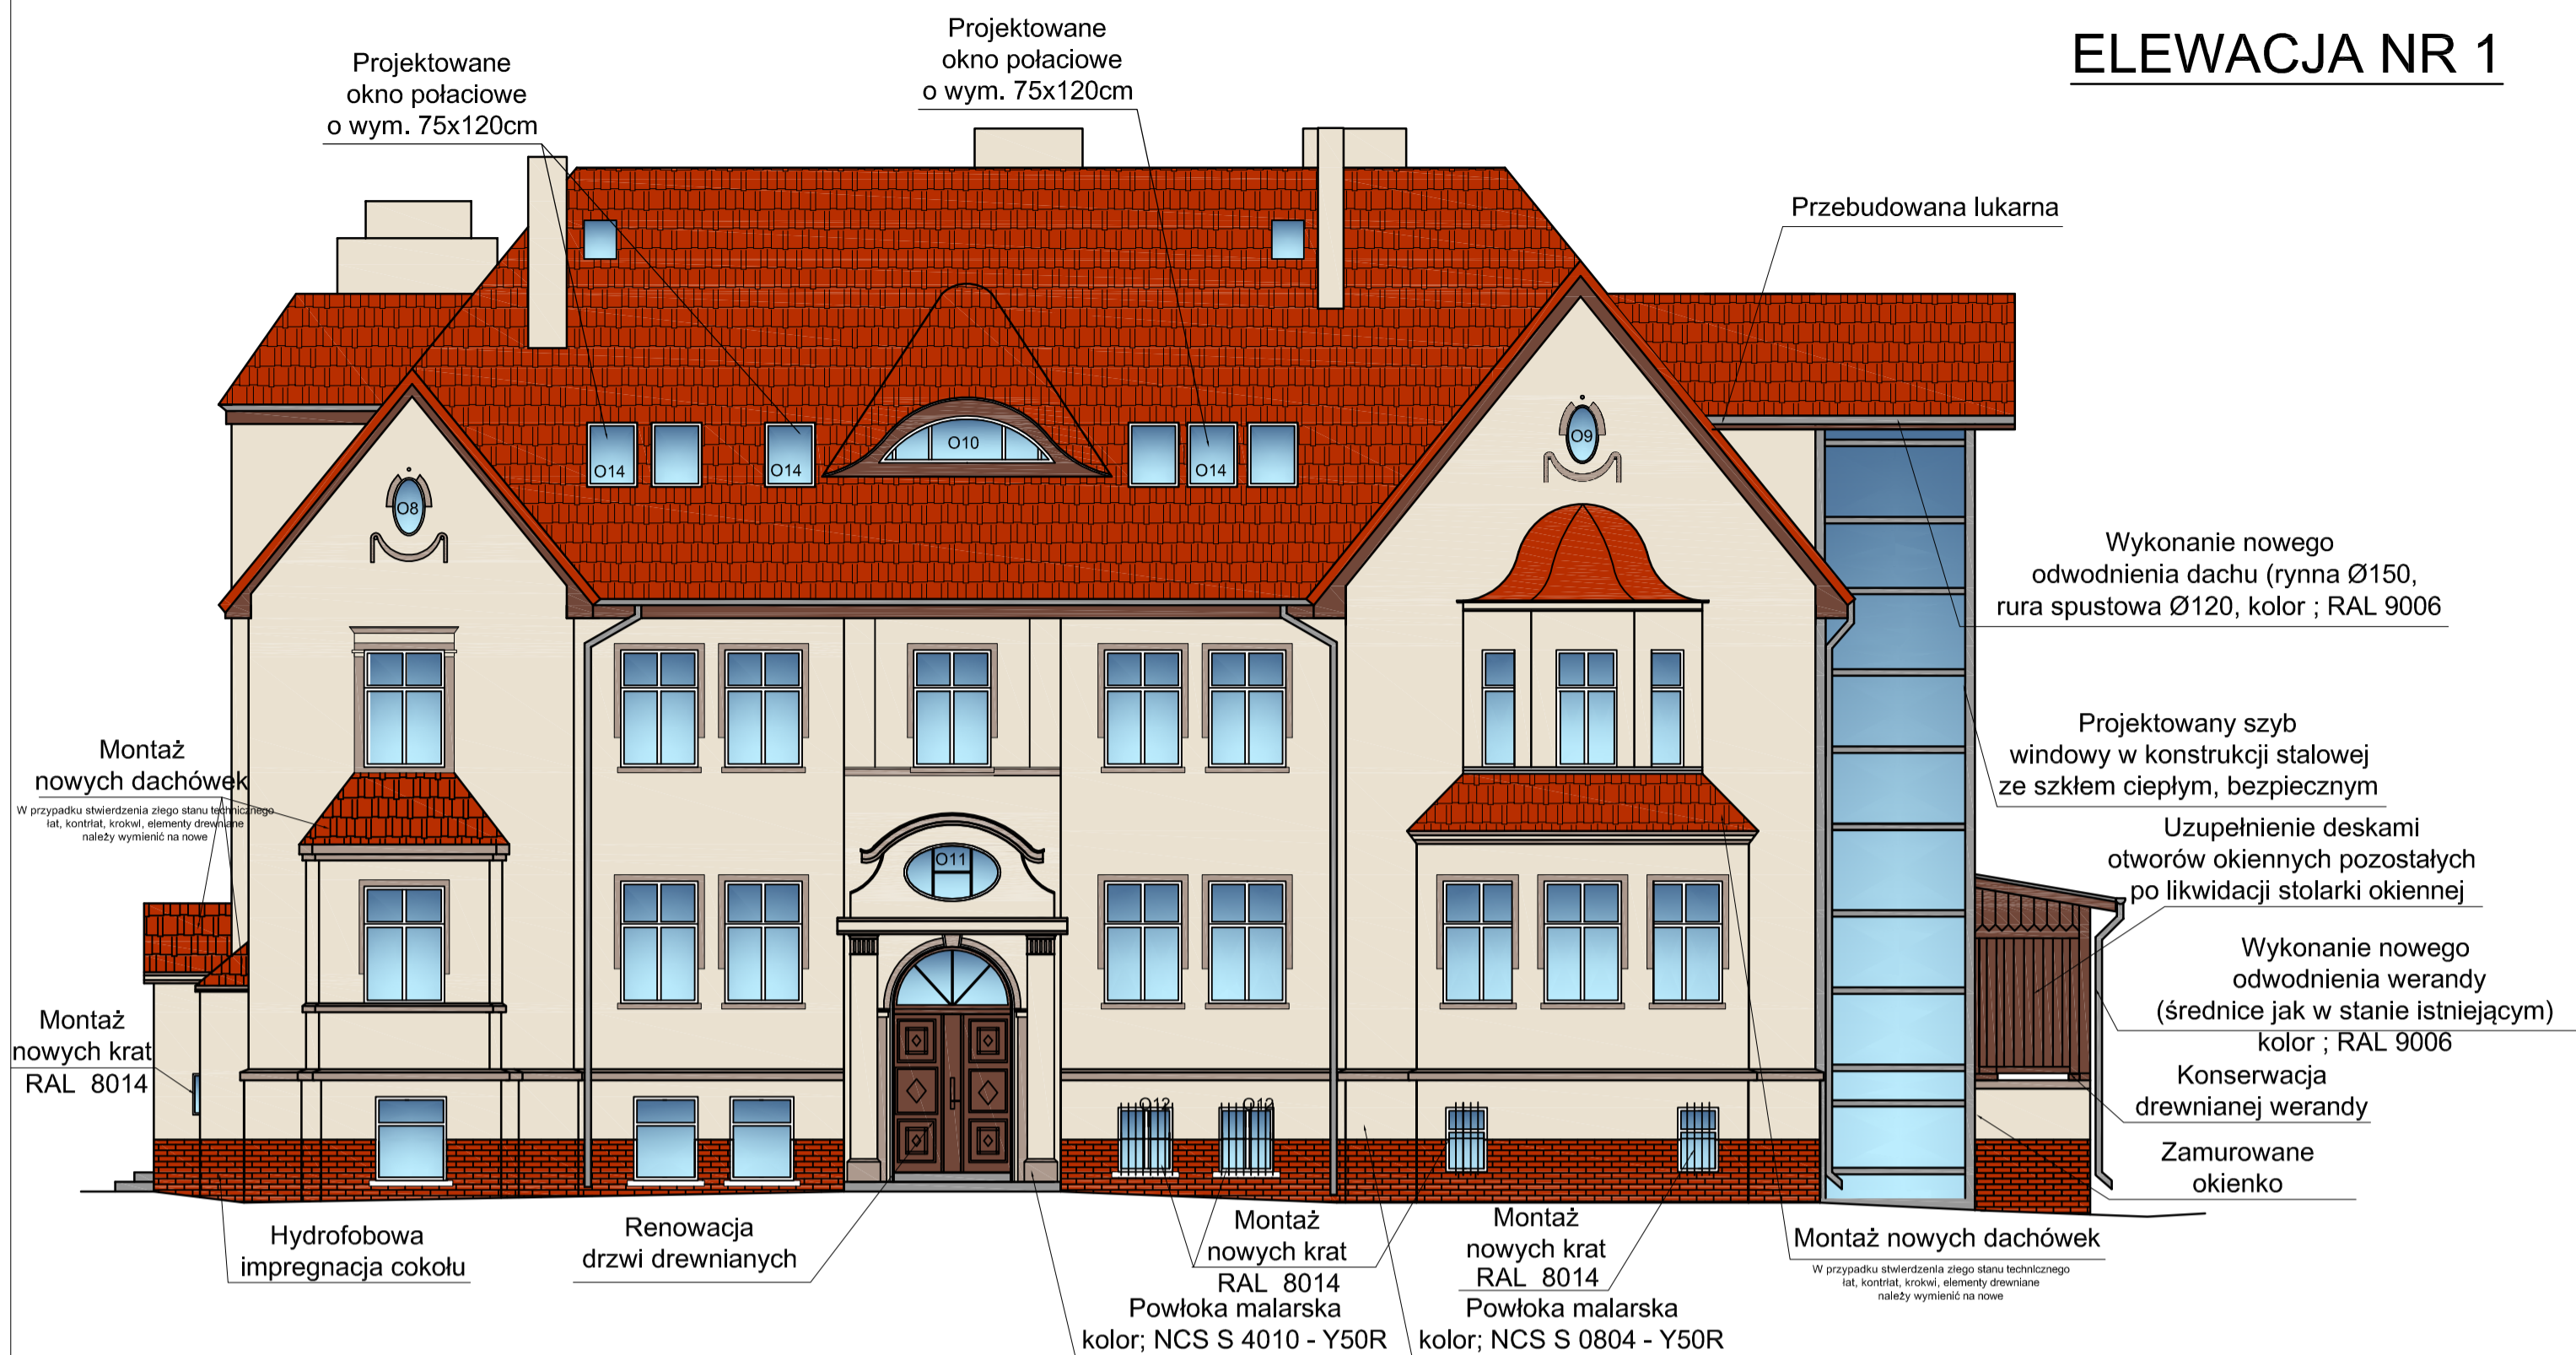 ELEWACJA NR 1
Projektowane
okno połaciowe
o wym. 75x120cm
Projektowane
okno połaciowe
o wym. 75x120cm
Przebudowana lukarna
O14
O14
O10
O14
O9
O8
O11
O12
O12
Wykonanie nowego
odwodnienia dachu (rynna Ø150,
rura spustowa Ø120, kolor ; RAL 9006
Projektowany szyb
windowy w konstrukcji stalowej
ze szkłem ciepłym, bezpiecznym
Uzupełnienie deskami
otworów okiennych pozostałych
po likwidacji stolarki okiennej
Wykonanie nowego
odwodnienia werandy
(średnice jak w stanie istniejącym)
kolor ; RAL 9006
Konserwacja
drewnianej werandy
Zamurowane
okienko
Montaż
nowych dachówek
W przypadku stwierdzenia złego stanu technicznego
łat, kontrłat, krokwi, elementy drewniane
należy wymienić na nowe
Montaż
nowych krat
RAL 8014
Hydrofobowa
impregnacja cokołu
Renowacja
drzwi drewnianych
Montaż
nowych krat
RAL 8014
Powłoka malarska
kolor; NCS S 4010 - Y50R
Montaż
nowych krat
RAL 8014
Powłoka malarska
kolor; NCS S 0804 - Y50R
Montaż nowych dachówek
W przypadku stwierdzenia złego stanu technicznego
łat, kontrłat, krokwi, elementy drewniane
należy wymienić na nowe